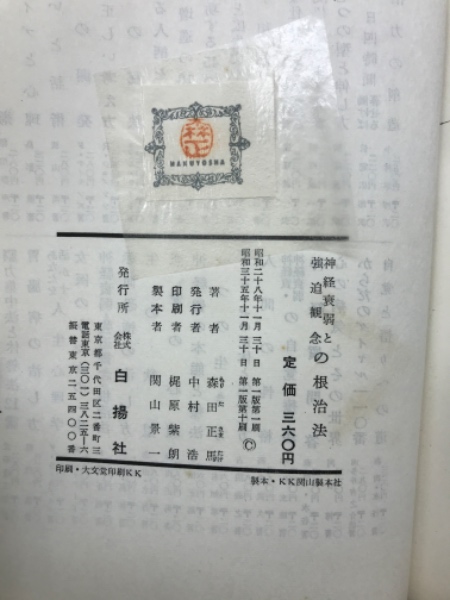 森正
HAKUYOSHA
神経衰弱と
強迫観念の根治法
定価 三六〇円
昭和二十八年十一月三十日 第一版第一刷
昭和三十五年十一月三十日 第一版第十刷 ©
著者 森田正馬
発行者 中村浩
印刷者 梶原紫朗
製本者 関山景一
発行所 株式会社 白揚社
東京都千代田区二番町三
電話東京(三〇一)三八二五—六
振替東京二五四〇〇番
印刷・大文堂印刷KK
製本・KK関山製本社